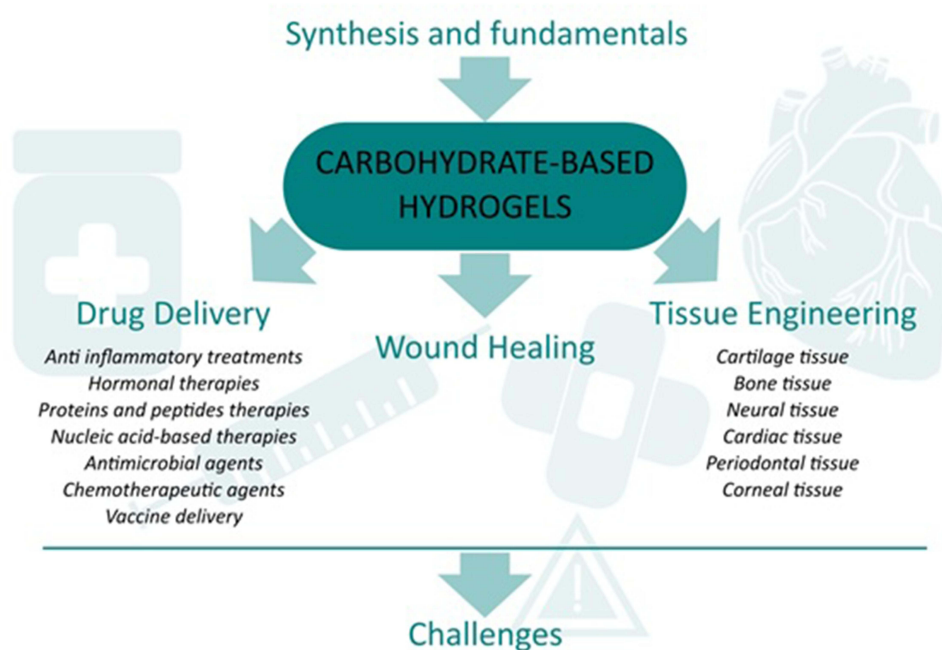 Synthesis and fundamentals
CARBOHYDRATE-BASED
HYDROGELS
Drug Delivery
Anti inflammatory treatments
Hormonal therapies
Proteins and peptides therapies
Nucleic acid-based therapies
Antimicrobial agents
Chemotherapeutic agents
Vaccine delivery
Wound Healing
Tissue Engineering
Cartilage tissue
Bone tissue
Neural tissue
Cardiac tissue
Periodontal tissue
Corneal tissue
Challenges